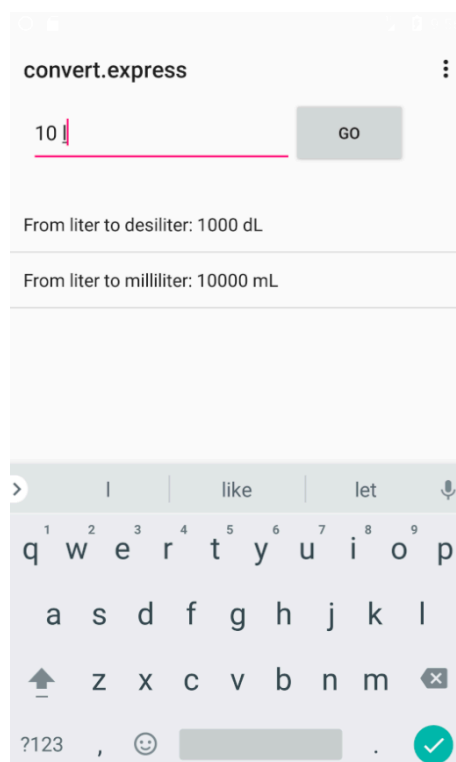 convert.express
10 l
GO
From liter to desiliter: 1000 dL
From liter to milliliter: 10000 mL
l like let
1 2 3 4 5 6 7 8 9
q w e r t y u i o p
a s d f g h j k l
z x c v b n m
?123 , .